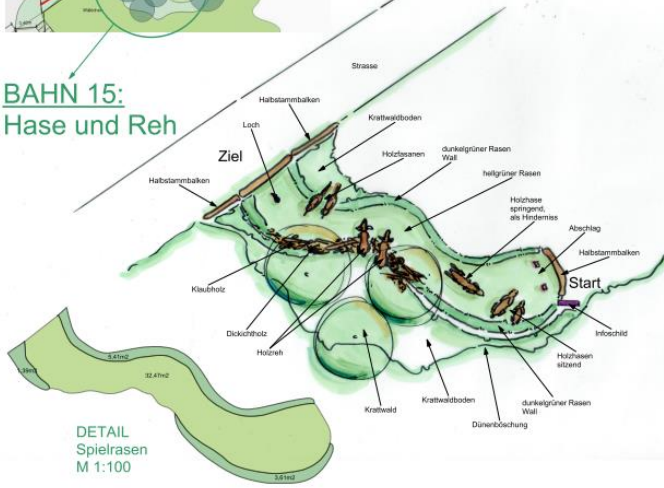 BAHN 15:
Hase und Reh
Strasse
Halbstammbalken
Loch
Krattwaldboden
Ziel
Holzfasanen
dunkelgrüner Rasen
Wall
hellgrüner Rasen
Halbstammbalken
Holzhase
springend,
als Hinderniss
Abschlag
Halbstammbalken
Start
Klaubholz
Dickichtholz
Holzreh
Infoschild
Holzhasen
sitzend
Krattwald
Krattwaldboden
dunkelgrüner Rasen
Wall
Dünenböschung
5,41m2
32,47m2
3,61m2
DETAIL
Spielrasen
M 1:100